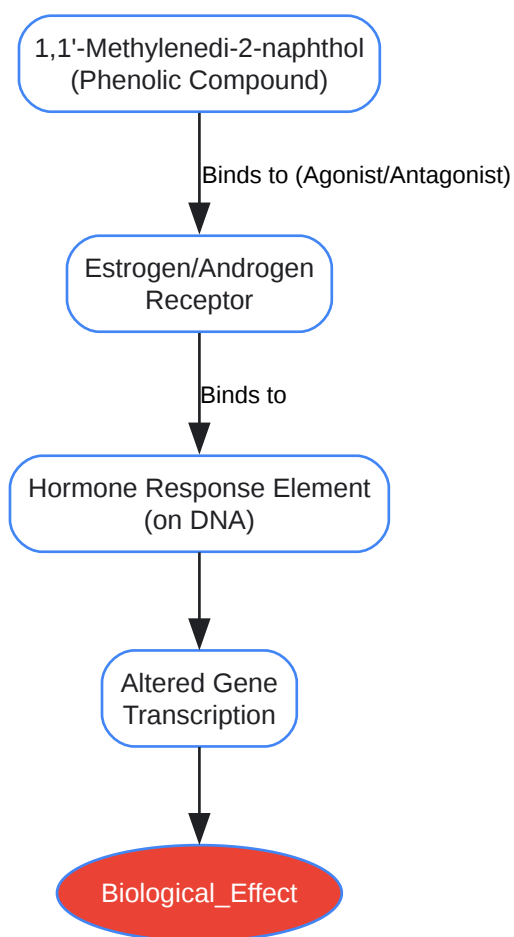 1,1'-Methylenedi-2-naphthol
(Phenolic Compound)
Binds to (Agonist/Antagonist)
Estrogen/Androgen
Receptor
Binds to
Hormone Response Element
(on DNA)
Altered Gene
Transcription
Biological_Effect